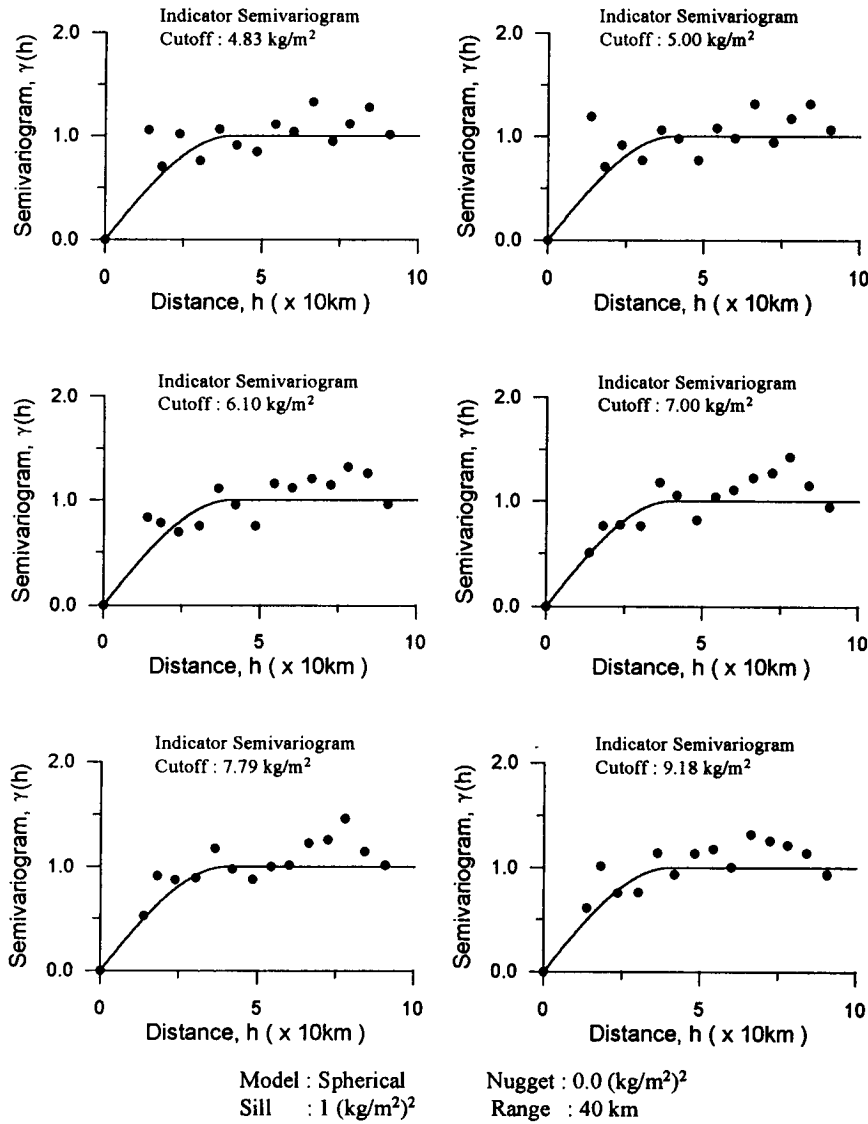 Indicator Semivariogram
Cutoff : 4.83 kg/m²
Semivariogram, γ(h)
2.0
1.0
0.0
0
5
10
Distance, h ( x 10km )
Indicator Semivariogram
Cutoff : 5.00 kg/m²
Semivariogram, γ(h)
2.0
1.0
0.0
0
5
10
Distance, h ( x 10km )
Indicator Semivariogram
Cutoff : 6.10 kg/m²
Semivariogram, γ(h)
2.0
1.0
0.0
0
5
10
Distance, h ( x 10km )
Indicator Semivariogram
Cutoff : 7.00 kg/m²
Semivariogram, γ(h)
2.0
1.0
0.0
0
5
10
Distance, h ( x 10km )
Indicator Semivariogram
Cutoff : 7.79 kg/m²
Semivariogram, γ(h)
2.0
1.0
0.0
0
5
10
Distance, h ( x 10km )
Indicator Semivariogram
Cutoff : 9.18 kg/m²
Semivariogram, γ(h)
2.0
1.0
0.0
0
5
10
Distance, h ( x 10km )
Model : Spherical Nugget : 0.0 (kg/m²)²
Sill : 1 (kg/m²)² Range : 40 km